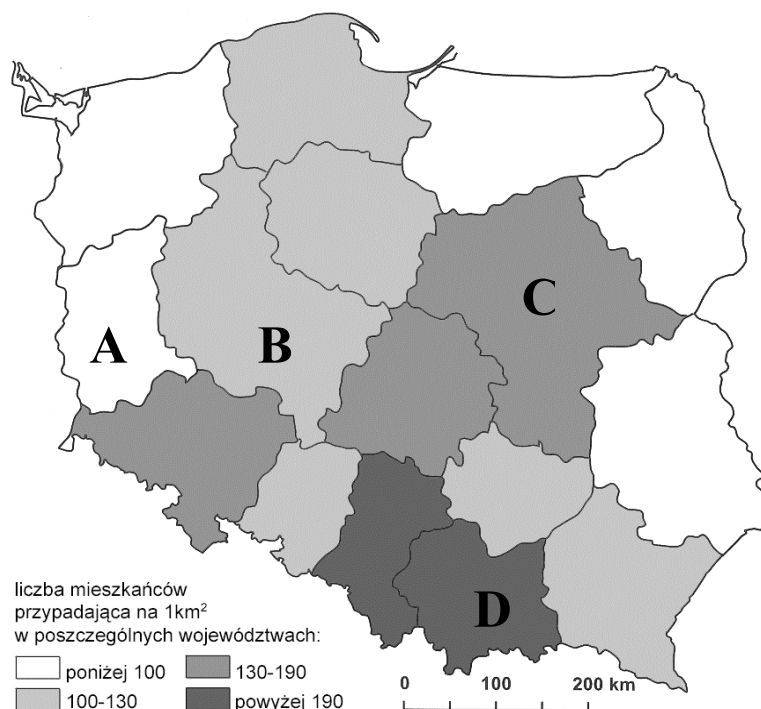 C
A
B
D
liczba mieszkańców
przypadająca na 1km²
w poszczególnych województwach:
poniżej 100
130-190
100-130
powyżej 190
0 100 200 km